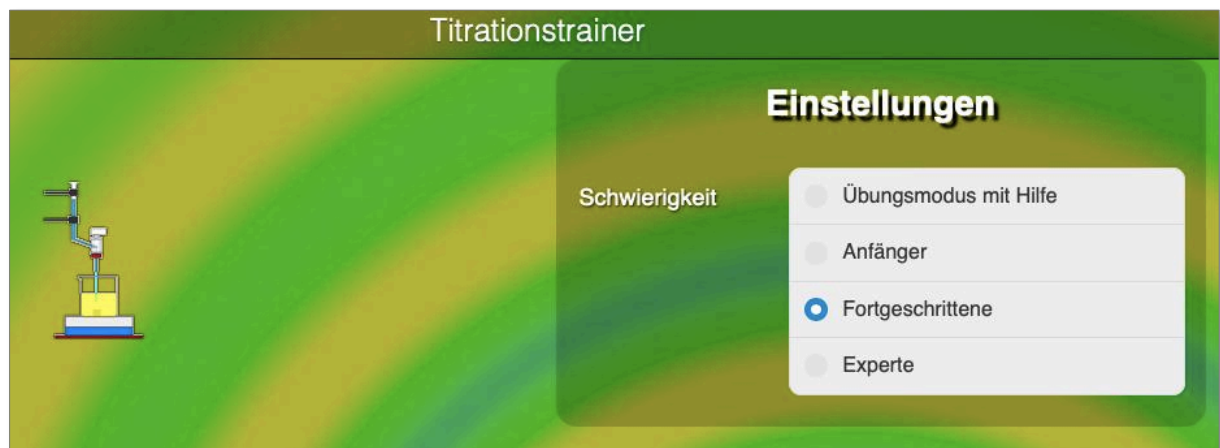 Titrationstrainer
Einstellungen
Schwierigkeit
Übungsmodus mit Hilfe
Anfänger
Fortgeschrittene
Experte